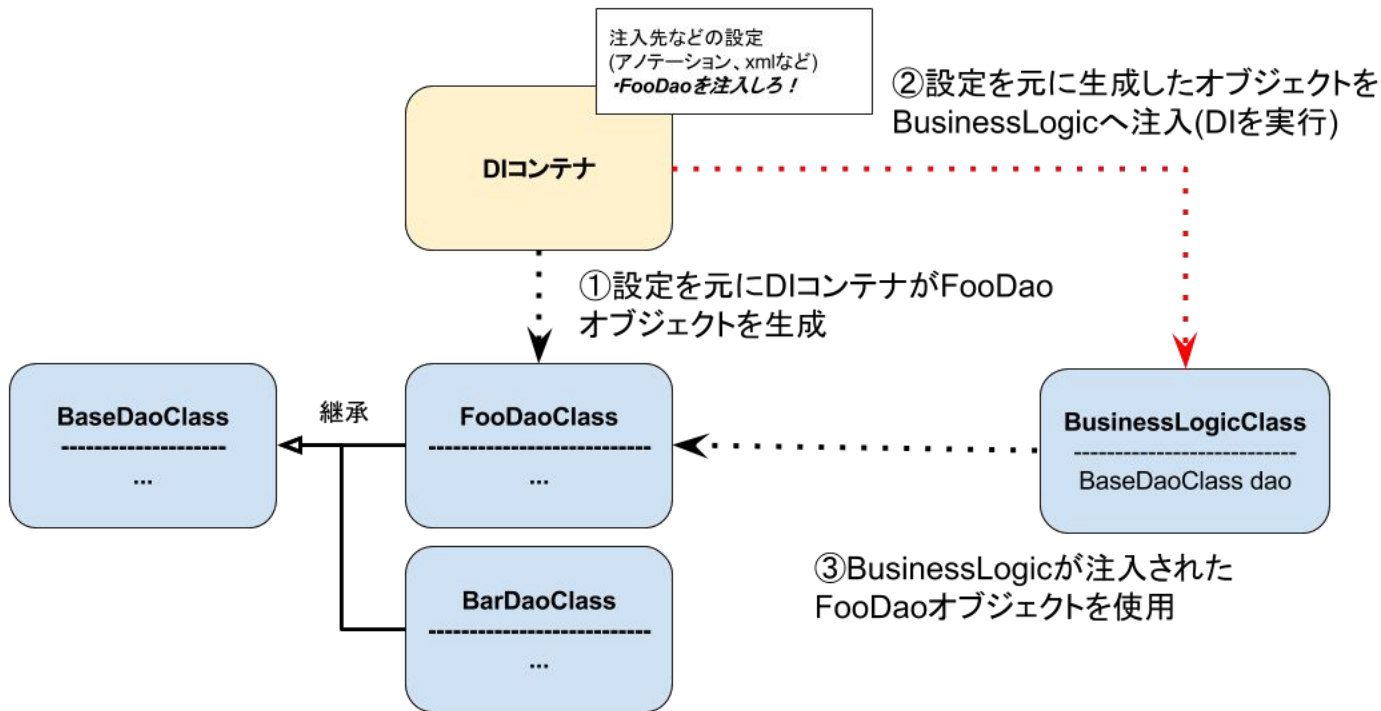 注入先などの設定
(アノテーション、xmlなど)
・FooDaoを注入しろ！
DIコンテナ
②設定を元に生成したオブジェクトを
BusinessLogicへ注入(DIを実行)
①設定を元にDIコンテナがFooDao
オブジェクトを生成
BaseDaoClass
---------------------
...
継承
FooDaoClass
----------------------------
...
BusinessLogicClass
----------------------------
BaseDaoClass dao
BarDaoClass
----------------------------
...
③BusinessLogicが注入された
FooDaoオブジェクトを使用